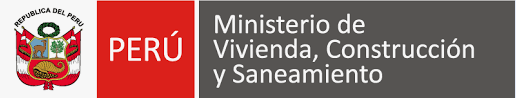 REPUBLICA DEL PERU
PERÚ
Ministerio de
Vivienda, Construcción
y Saneamiento